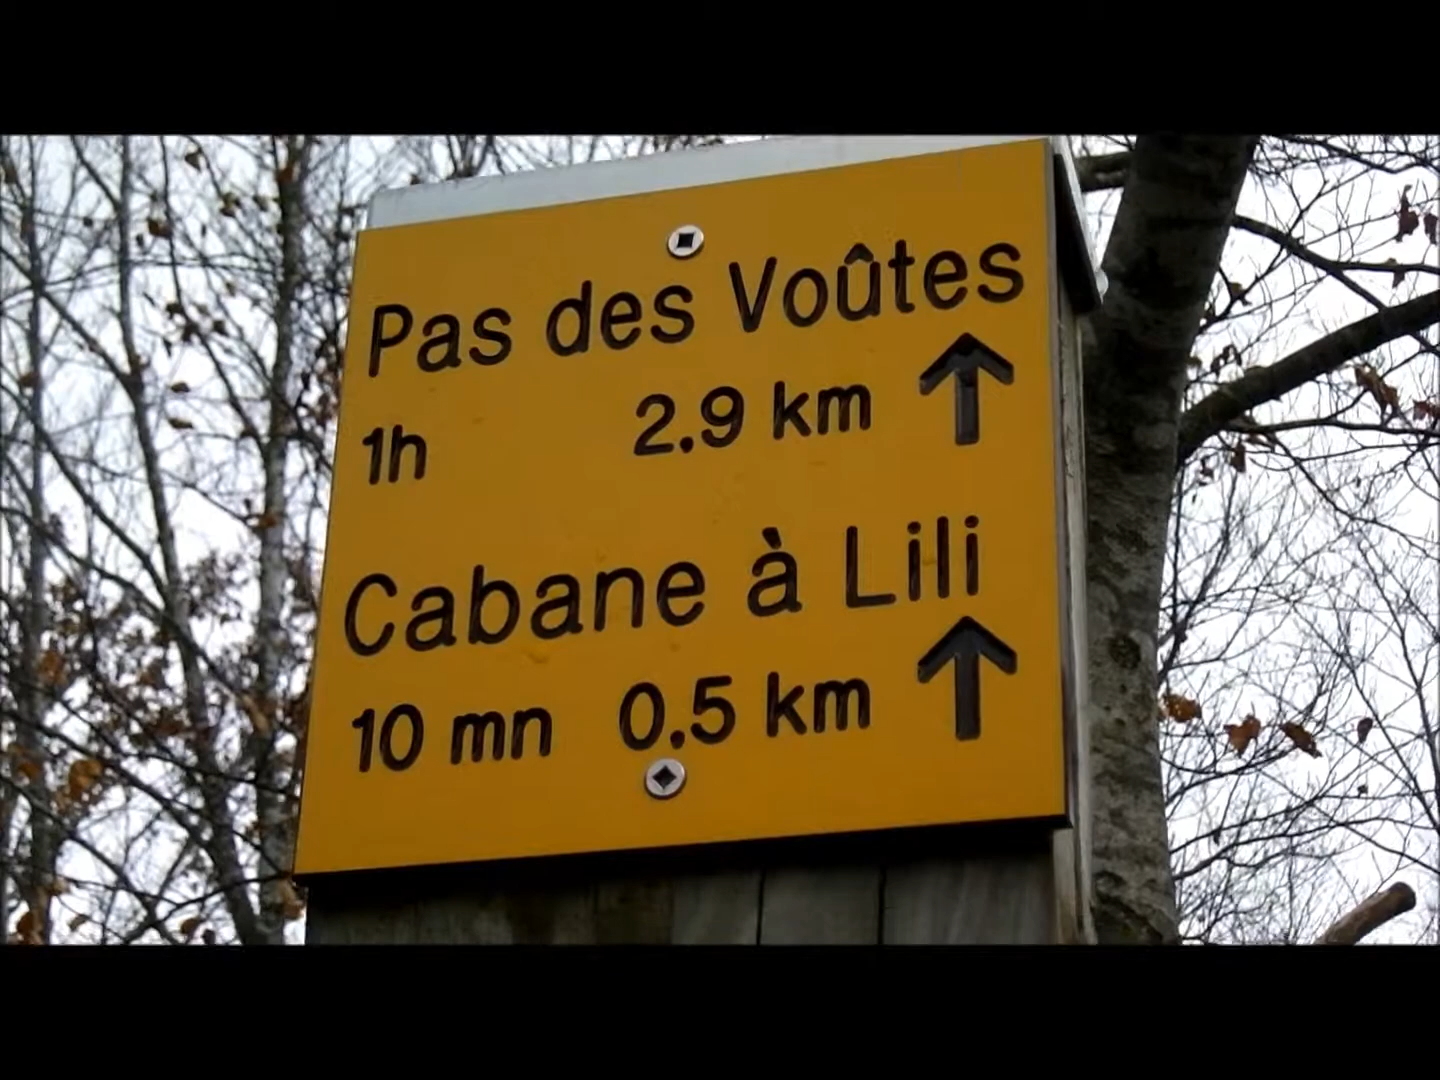 Pas des Voûtes
1h 2.9 km ↑
Cabane à Lili
10 mn 0.5 km ↑